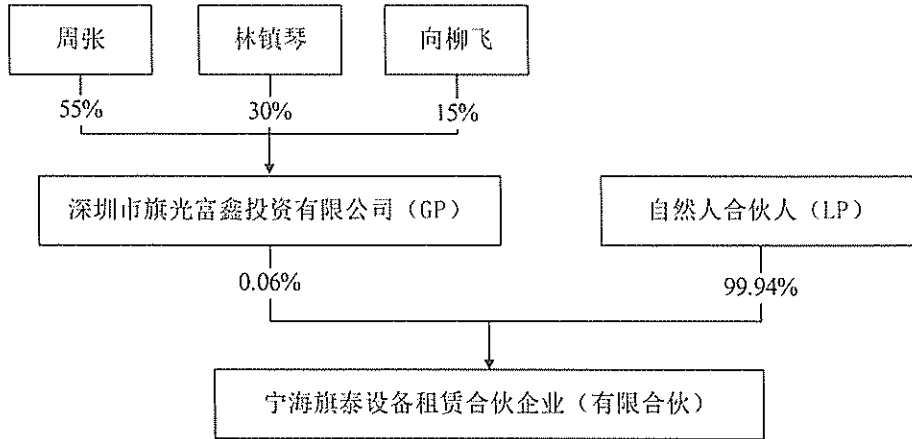 周张
林镇琴
向柳飞
55%
30%
15%
深圳市旗光富鑫投资有限公司（GP）
自然人合伙人（LP）
0.06%
99.94%
宁海旗泰设备租赁合伙企业（有限合伙）